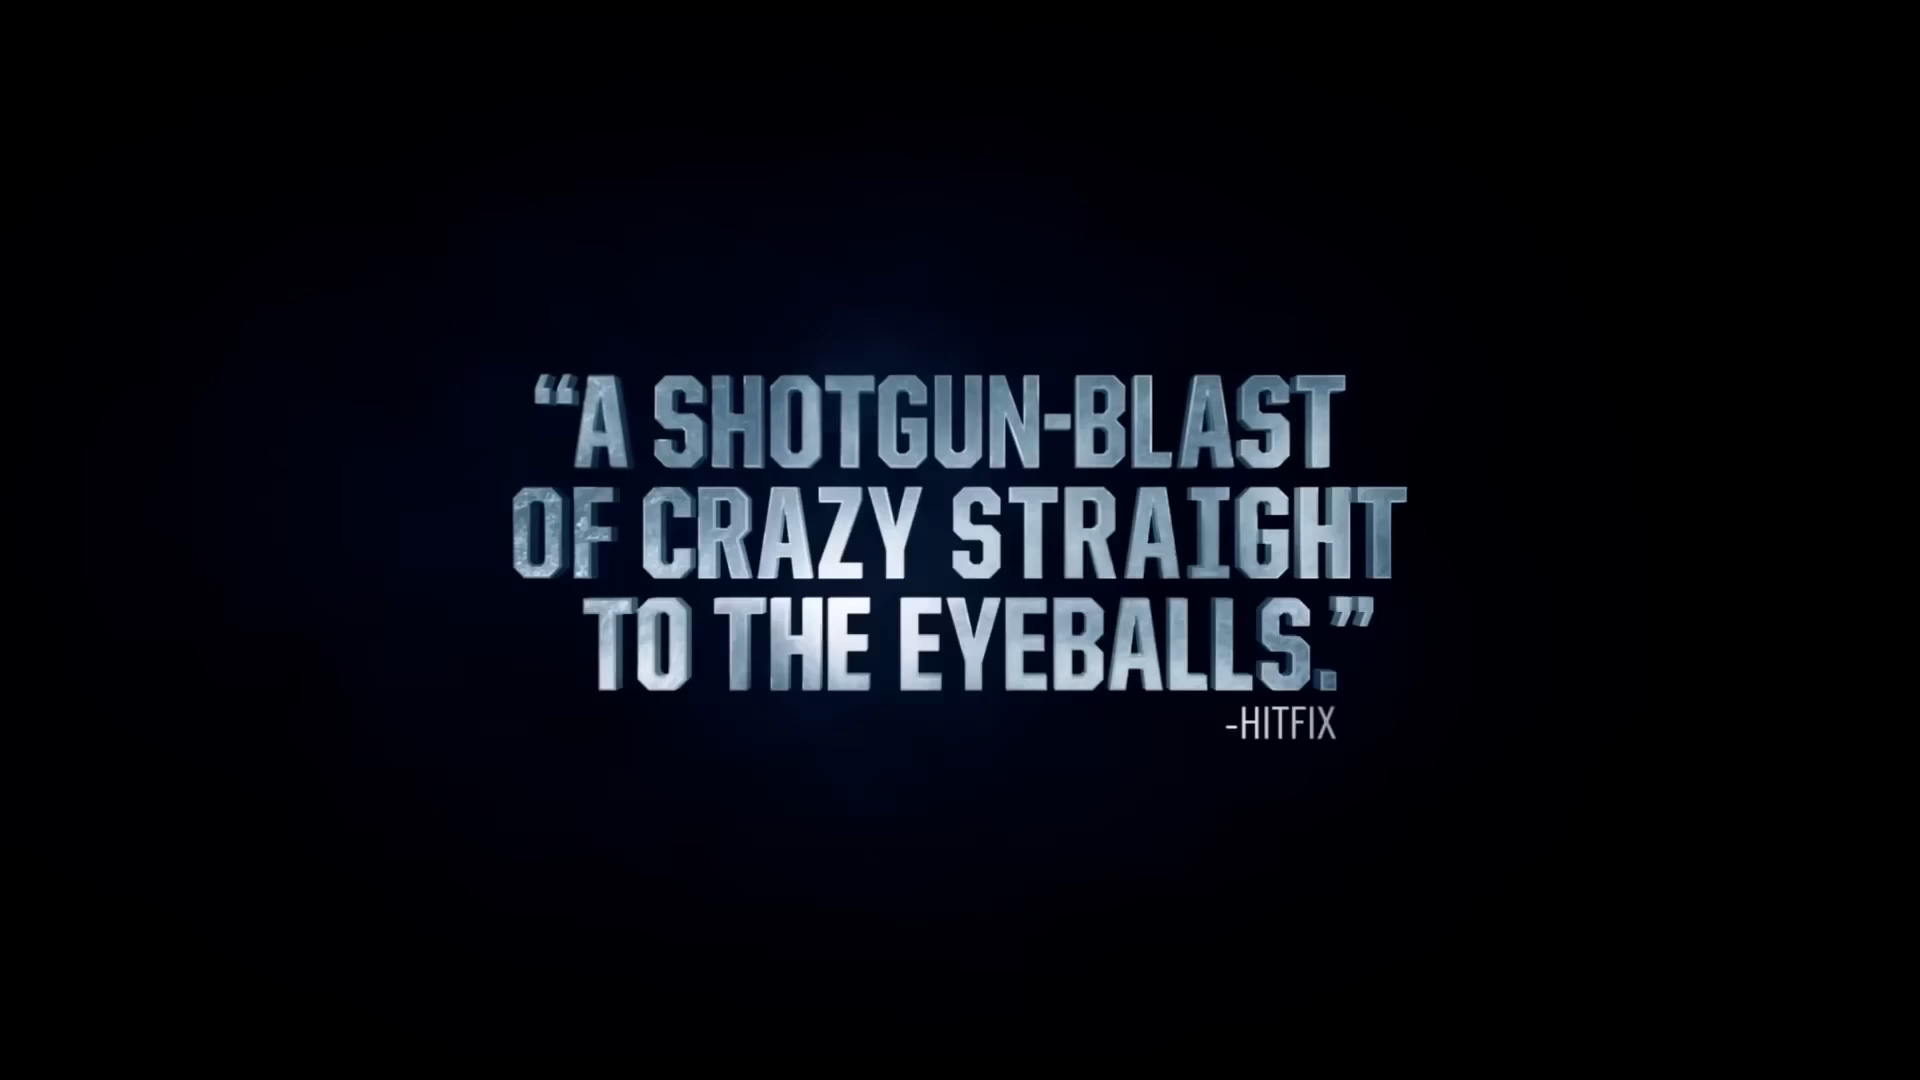 “A SHOTGUN-BLAST
OF CRAZY STRAIGHT
TO THE EYEBALLS.”
-HITFIX